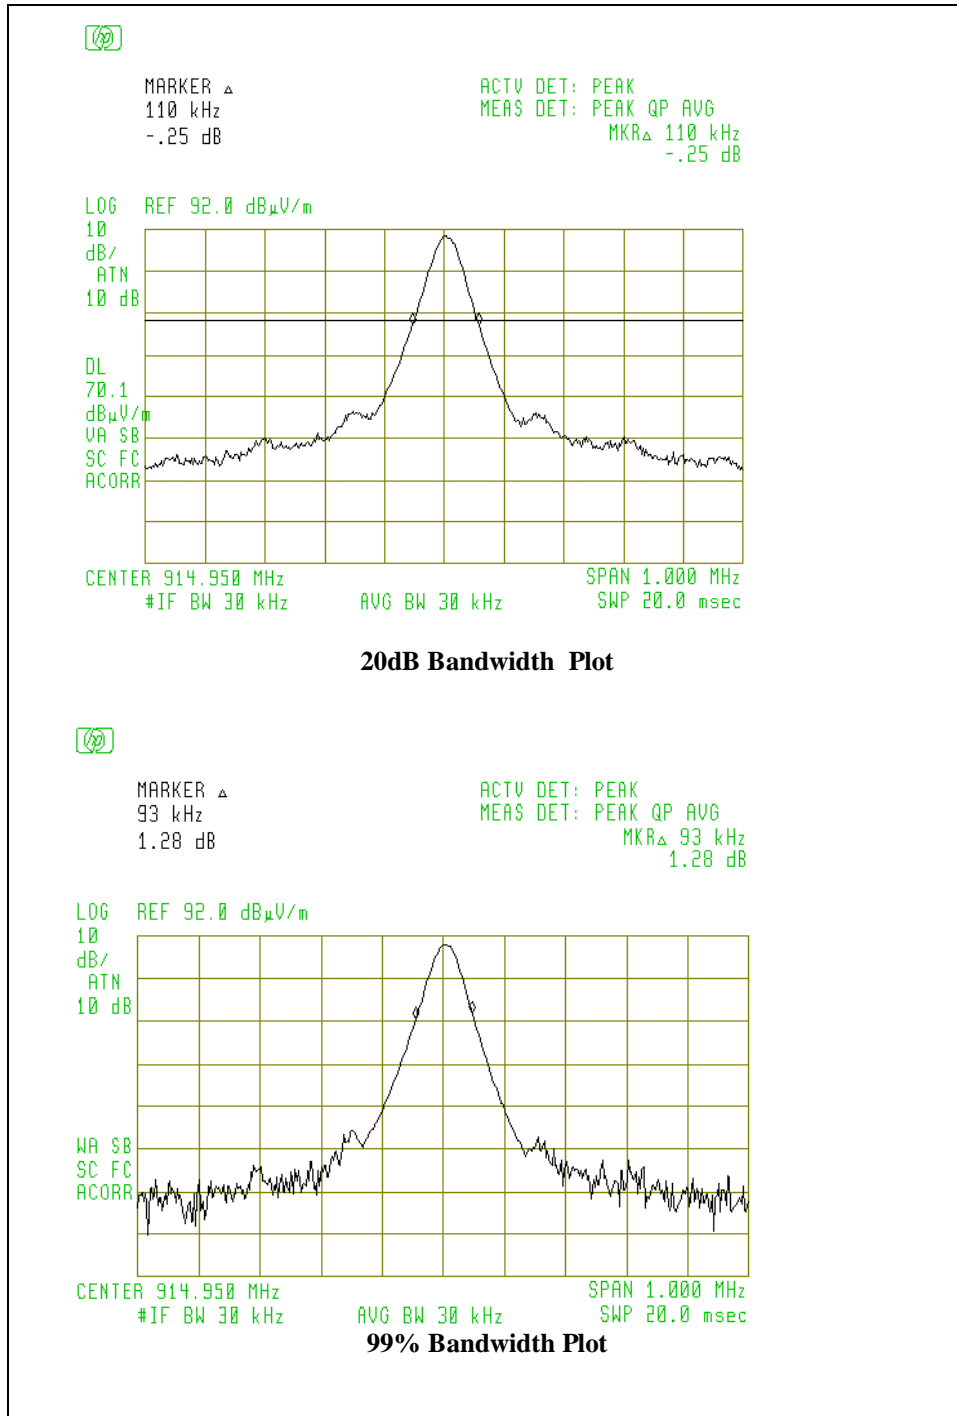 hp
MARKER △
110 kHz
-.25 dB
ACTV DET: PEAK
MEAS DET: PEAK QP AVG
MKR△ 110 kHz
-.25 dB
LOG REF 92.0 dBµV/m
10
dB/
ATN
10 dB
DL
70.1
dBµV/m
VA SB
SC FC
ACORR
CENTER 914.950 MHz SPAN 1.000 MHz
#IF BW 30 kHz AVG BW 30 kHz SWP 20.0 msec
20dB Bandwidth Plot
hp
MARKER △
93 kHz
1.28 dB
ACTV DET: PEAK
MEAS DET: PEAK QP AVG
MKR△ 93 kHz
1.28 dB
LOG REF 92.0 dBµV/m
10
dB/
ATN
10 dB
WA SB
SC FC
ACORR
CENTER 914.950 MHz SPAN 1.000 MHz
#IF BW 30 kHz AVG BW 30 kHz SWP 20.0 msec
99% Bandwidth Plot